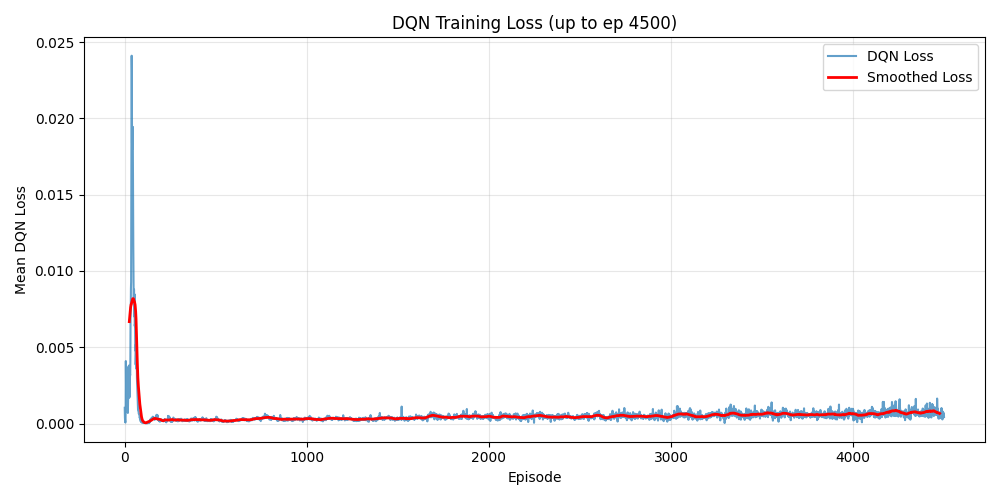 DQN Training Loss (up to ep 4500)
DQN Loss
Smoothed Loss
Mean DQN Loss
0.025
0.020
0.015
0.010
0.005
0.000
0
1000
2000
3000
4000
Episode